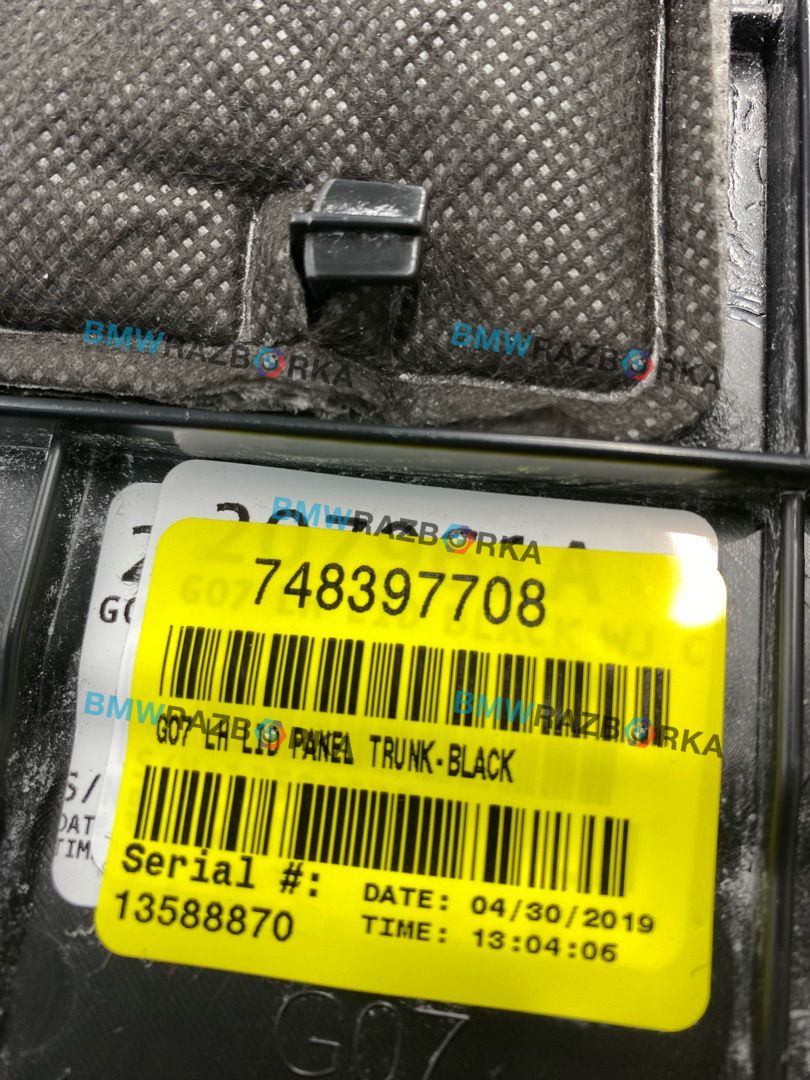 BMWRAZBORKA
BMWRAZBORKA
BMWRAZBORKA
748397708
BMWRAZBORKA
BMWRAZBORKA
G07 LH LID PANEL TRUNK-BLACK
Serial #:
13588870
DATE: 04/30/2019
TIME: 13:04:06
G07